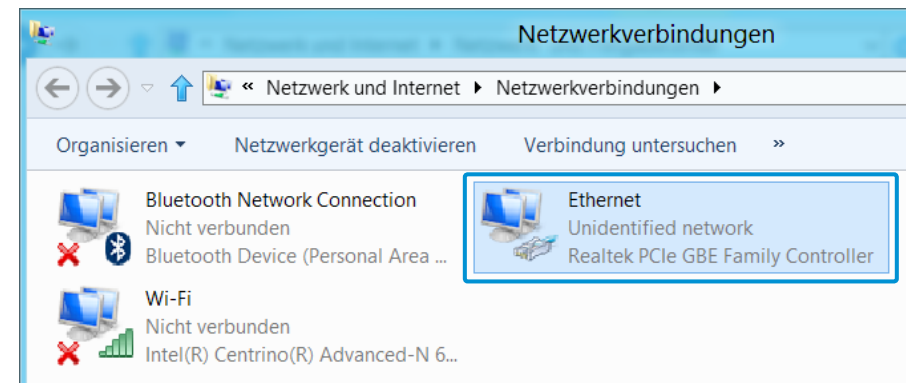 Netzwerkverbindungen
« Netzwerk und Internet ▸ Netzwerkverbindungen ▸
Organisieren ▾ Netzwerkgerät deaktivieren Verbindung untersuchen »
Bluetooth Network Connection
Nicht verbunden
Bluetooth Device (Personal Area ...
Ethernet
Unidentified network
Realtek PCIe GBE Family Controller
Wi-Fi
Nicht verbunden
Intel(R) Centrino(R) Advanced-N 6...